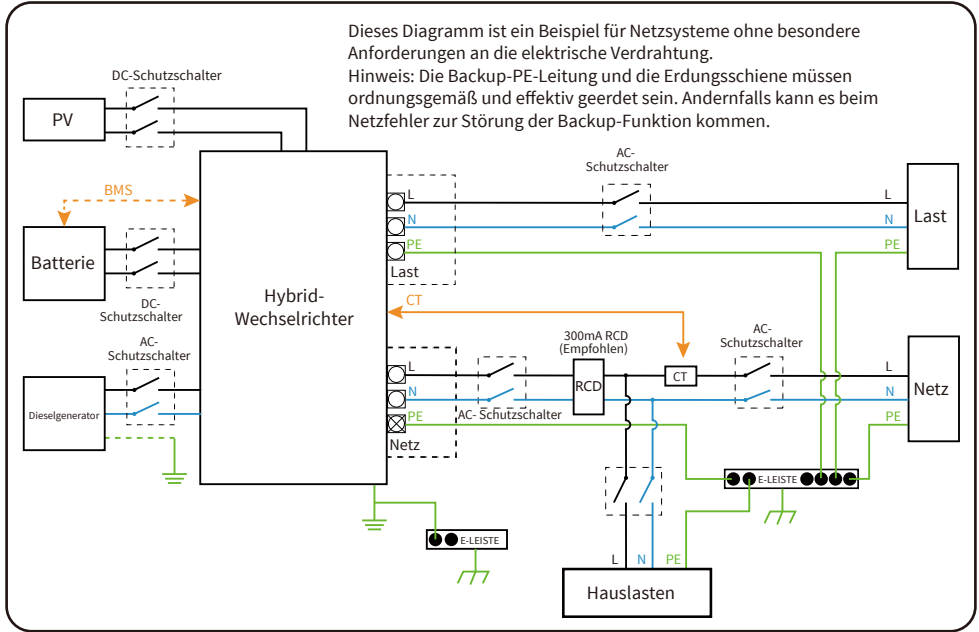 Dieses Diagramm ist ein Beispiel für Netzsysteme ohne besondere
Anforderungen an die elektrische Verdrahtung.
Hinweis: Die Backup-PE-Leitung und die Erdungsschiene müssen
ordnungsgemäß und effektiv geerdet sein. Andernfalls kann es beim
Netzfehler zur Störung der Backup-Funktion kommen.
DC-Schutzschalter
PV
BMS
Batterie
DC-
Schutzschalter
AC-
Schutzschalter
Dieselgenerator
Hybrid-
Wechselrichter
L
N
PE
Last
AC-
Schutzschalter
L
N
PE
Last
CT
300mA RCD
(Empfohlen)
AC-
Schutzschalter
L
N
PE
Netz
AC- Schutzschalter
RCD
CT
L
N
PE
Netz
E-LEISTE
E-LEISTE
L N PE
Hauslasten